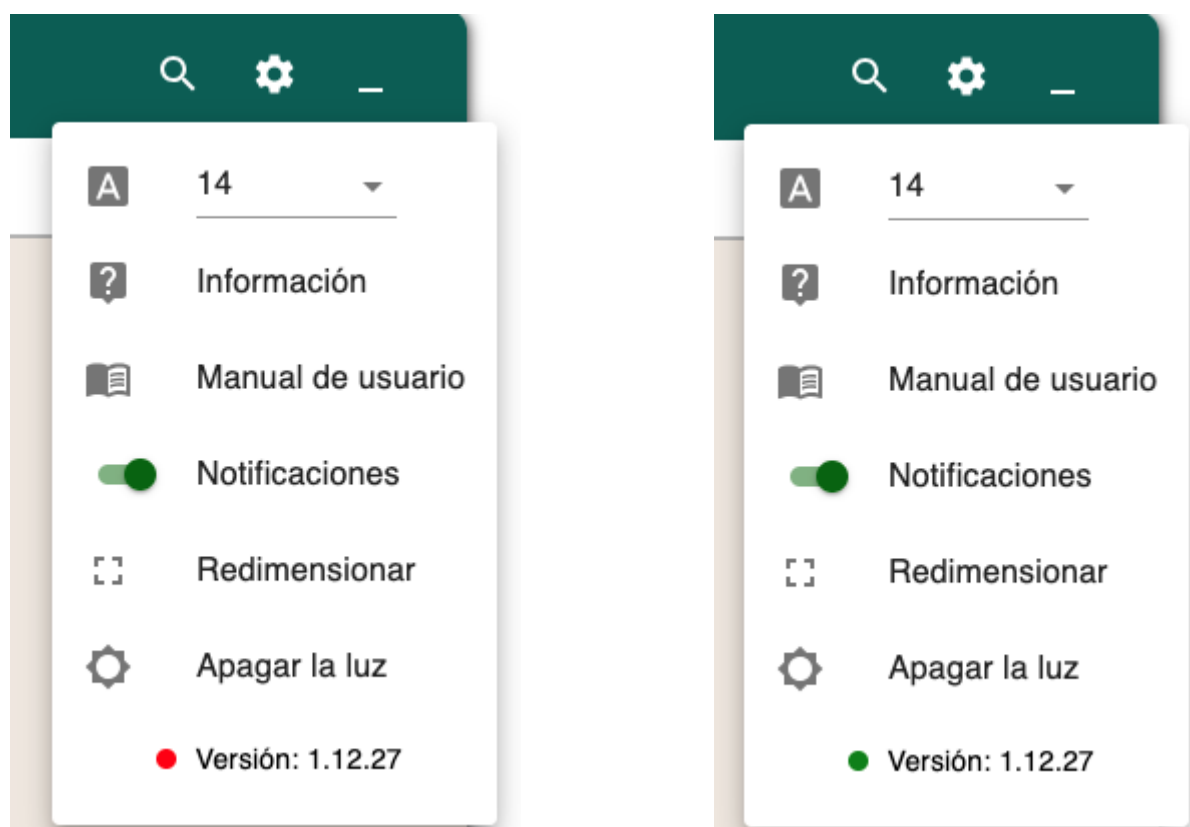 14
Información
Manual de usuario
Notificaciones
Redimensionar
Apagar la luz
Versión: 1.12.27
14
Información
Manual de usuario
Notificaciones
Redimensionar
Apagar la luz
Versión: 1.12.27